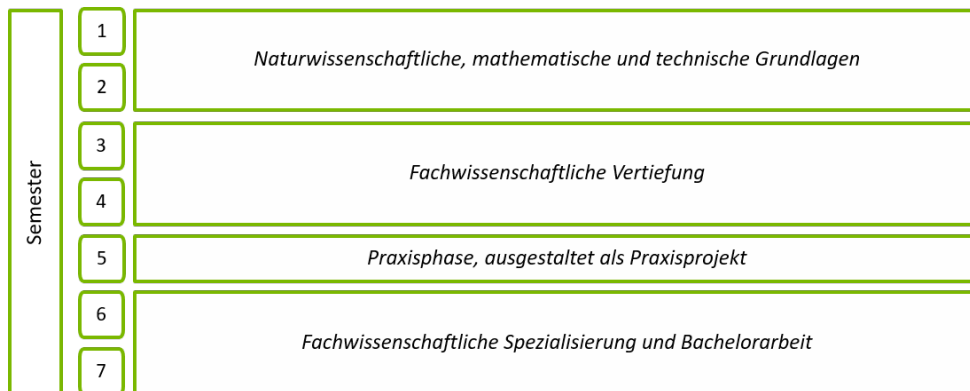 Semester
1
2
Naturwissenschaftliche, mathematische und technische Grundlagen
3
4
Fachwissenschaftliche Vertiefung
5
Praxisphase, ausgestaltet als Praxisprojekt
6
7
Fachwissenschaftliche Spezialisierung und Bachelorarbeit